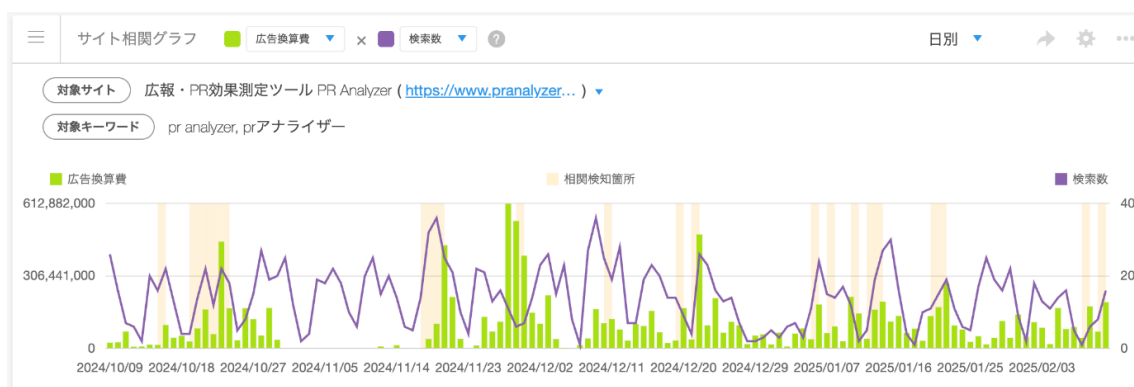 サイト相関グラフ 広告換算費 ▼ × 検索数 ▼ ? 日別 ▼
対象サイト 広報・PR効果測定ツール PR Analyzer ( https://www.pranalyzer… ) ▼
対象キーワード pr analyzer, prアナライザー
広告換算費 相関検知箇所 検索数
612,882,000 40
306,441,000 20
0 0
2024/10/09 2024/10/18 2024/10/27 2024/11/05 2024/11/14 2024/11/23 2024/12/02 2024/12/11 2024/12/20 2024/12/29 2025/01/07 2025/01/16 2025/01/25 2025/02/03